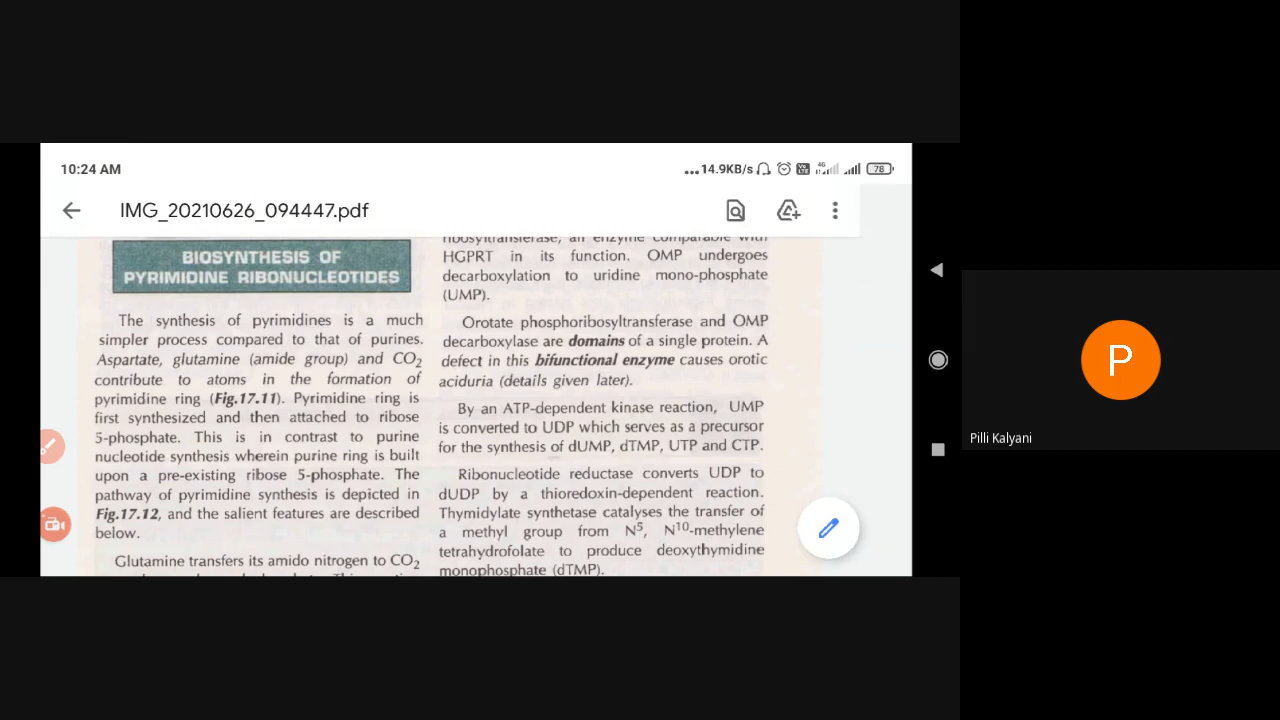 10:24 AM
...14.9KB/s
4G
78
IMG_20210626_094447.pdf
BIOSYNTHESIS OF
PYRIMIDINE RIBONUCLEOTIDES
The synthesis of pyrimidines is a much
simpler process compared to that of purines.
Aspartate, glutamine (amide group) and CO₂
contribute to atoms in the formation of
pyrimidine ring (Fig.17.11). Pyrimidine ring is
first synthesized and then attached to ribose
5-phosphate. This is in contrast to purine
nucleotide synthesis wherein purine ring is built
upon a pre-existing ribose 5-phosphate. The
pathway of pyrimidine synthesis is depicted in
Fig.17.12, and the salient features are described
below.
Glutamine transfers its amido nitrogen to CO₂
ribosyltransferase, an enzyme comparable with
HGPRT in its function. OMP undergoes
decarboxylation to uridine mono-phosphate
(UMP).
Orotate phosphoribosyltransferase and OMP
decarboxylase are domains of a single protein. A
defect in this bifunctional enzyme causes orotic
aciduria (details given later).
By an ATP-dependent kinase reaction, UMP
is converted to UDP which serves as a precursor
for the synthesis of dUMP, dTMP, UTP and CTP.
Ribonucleotide reductase converts UDP to
dUDP by a thioredoxin-dependent reaction.
Thymidylate synthetase catalyses the transfer of
a methyl group from N⁵, N¹⁰-methylene
tetrahydrofolate to produce deoxythymidine
monophosphate (dTMP).
P
Pilli Kalyani